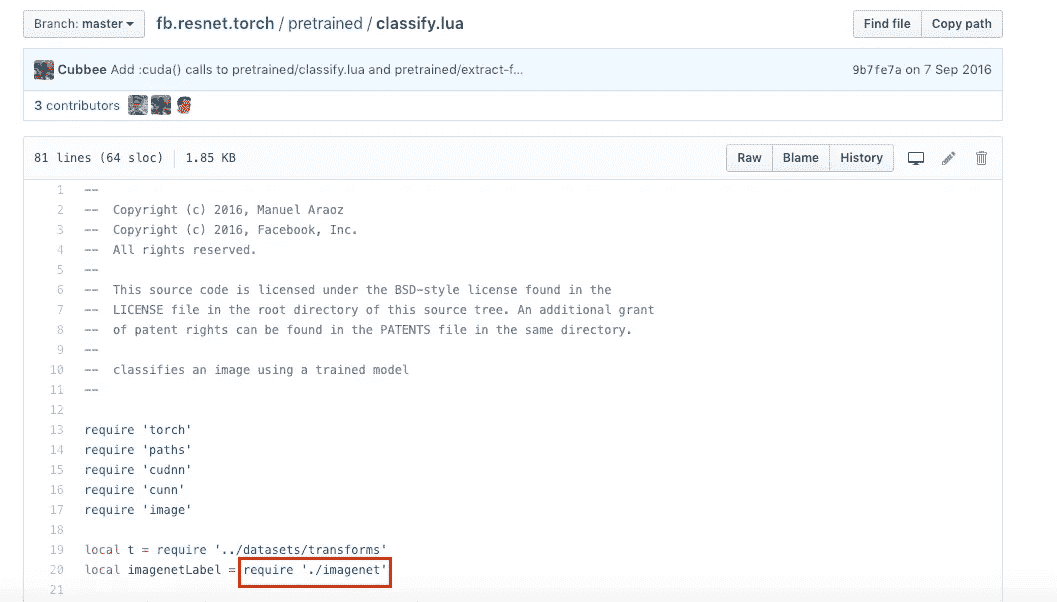 Branch: master fb.resnet.torch / pretrained / classify.lua Find file Copy path
Cubbee Add :cuda() calls to pretrained/classify.lua and pretrained/extract-f... 9b7fe7a on 7 Sep 2016
3 contributors
81 lines (64 sloc) 1.85 KB Raw Blame History
1 --
2 -- Copyright (c) 2016, Manuel Araoz
3 -- Copyright (c) 2016, Facebook, Inc.
4 -- All rights reserved.
5 --
6 -- This source code is licensed under the BSD-style license found in the
7 -- LICENSE file in the root directory of this source tree. An additional grant
8 -- of patent rights can be found in the PATENTS file in the same directory.
9 --
10 -- classifies an image using a trained model
11 --
12
13 require 'torch'
14 require 'paths'
15 require 'cudnn'
16 require 'cunn'
17 require 'image'
18
19 local t = require '../datasets/transforms'
20 local imagenetLabel = require './imagenet'
21